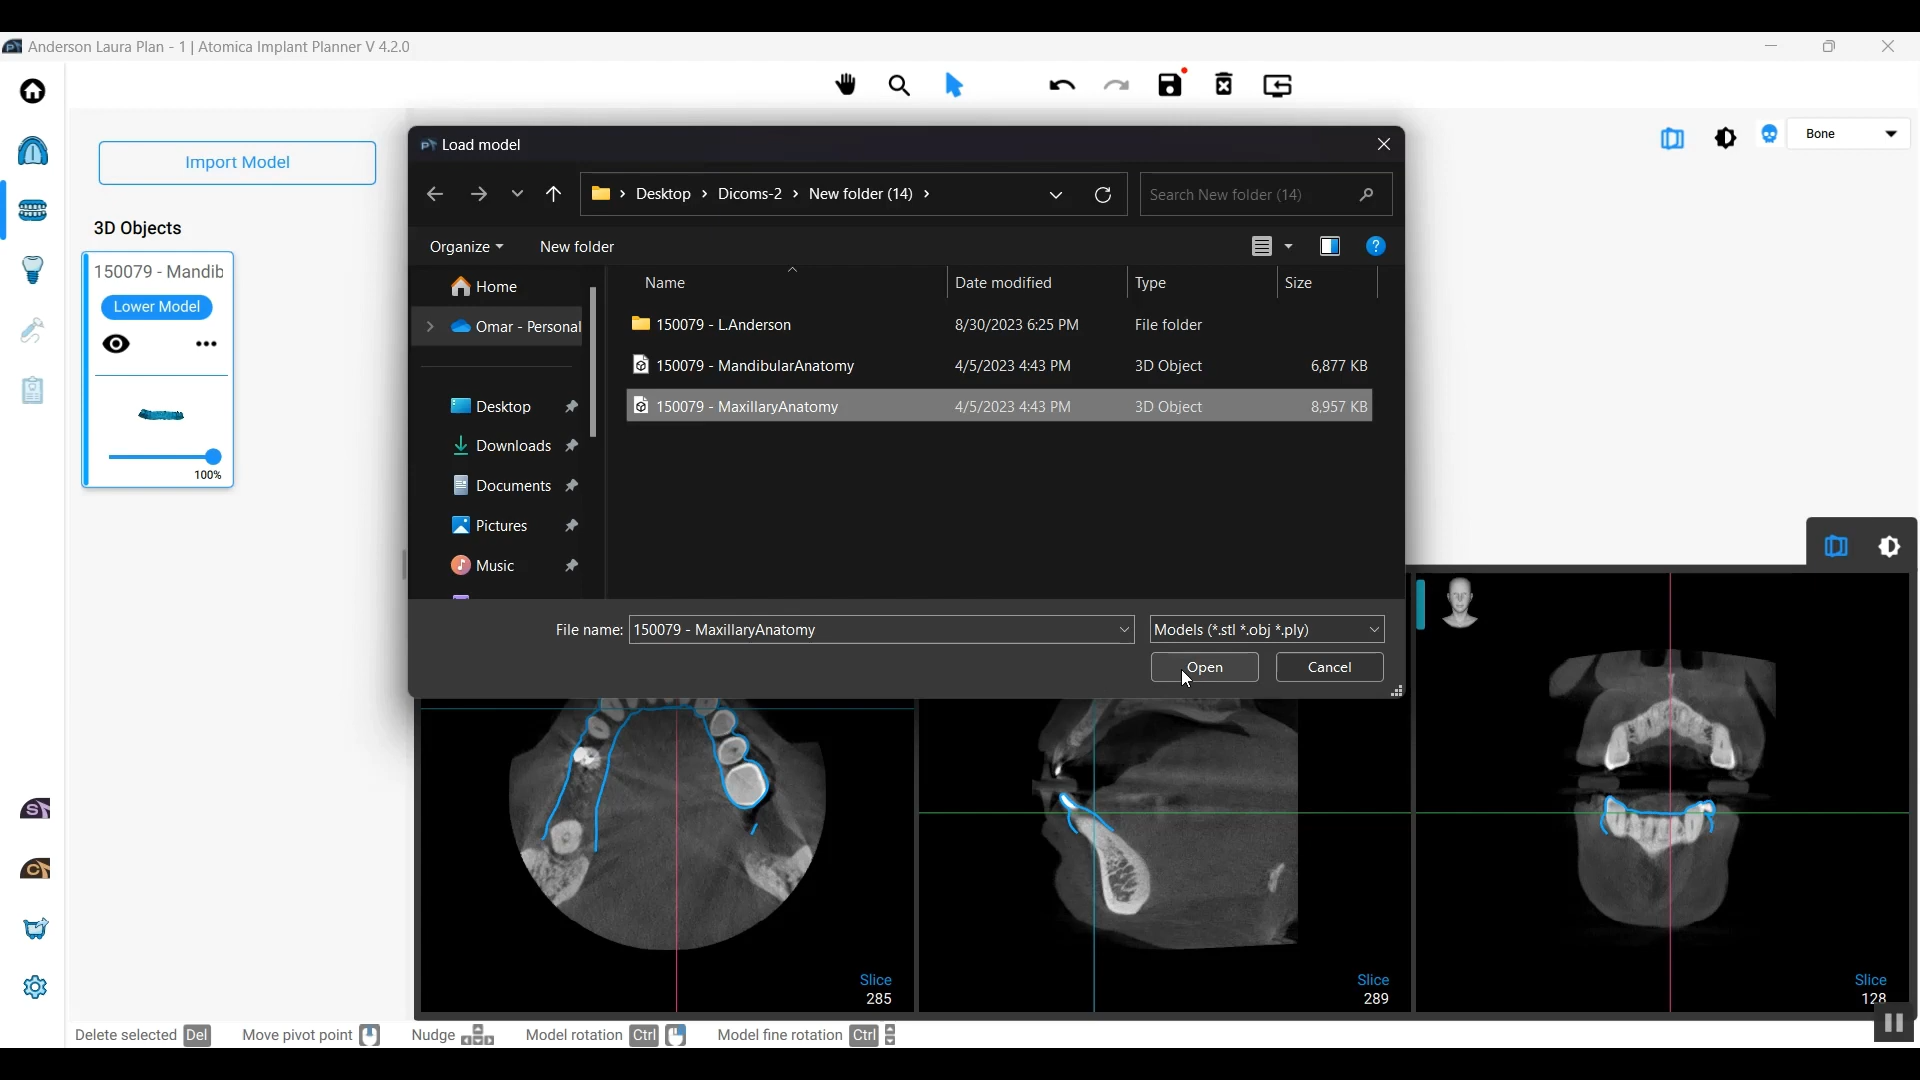 Anderson Laura Plan - 1 | Atomica Implant Planner V 4.2.0
Import Model
3D Objects
150079 - Mandib
Lower Model
100%
Bone
Load model
Desktop > Dicoms-2 > New folder (14) >
Search New folder (14)
Organize
New folder
Home
Omar - Personal
Desktop
Downloads
Documents
Pictures
Music
Name Date modified Type Size
150079 - L.Anderson 8/30/2023 6:25 PM File folder
150079 - MandibularAnatomy 4/5/2023 4:43 PM 3D Object 6,877 KB
150079 - MaxillaryAnatomy 4/5/2023 4:43 PM 3D Object 8,957 KB
File name: 150079 - MaxillaryAnatomy
Models (*.stl *.obj *.ply)
Open
Cancel
Slice
285
Slice
289
Slice
128
Delete selected Del
Move pivot point
Nudge
Model rotation Ctrl
Model fine rotation Ctrl